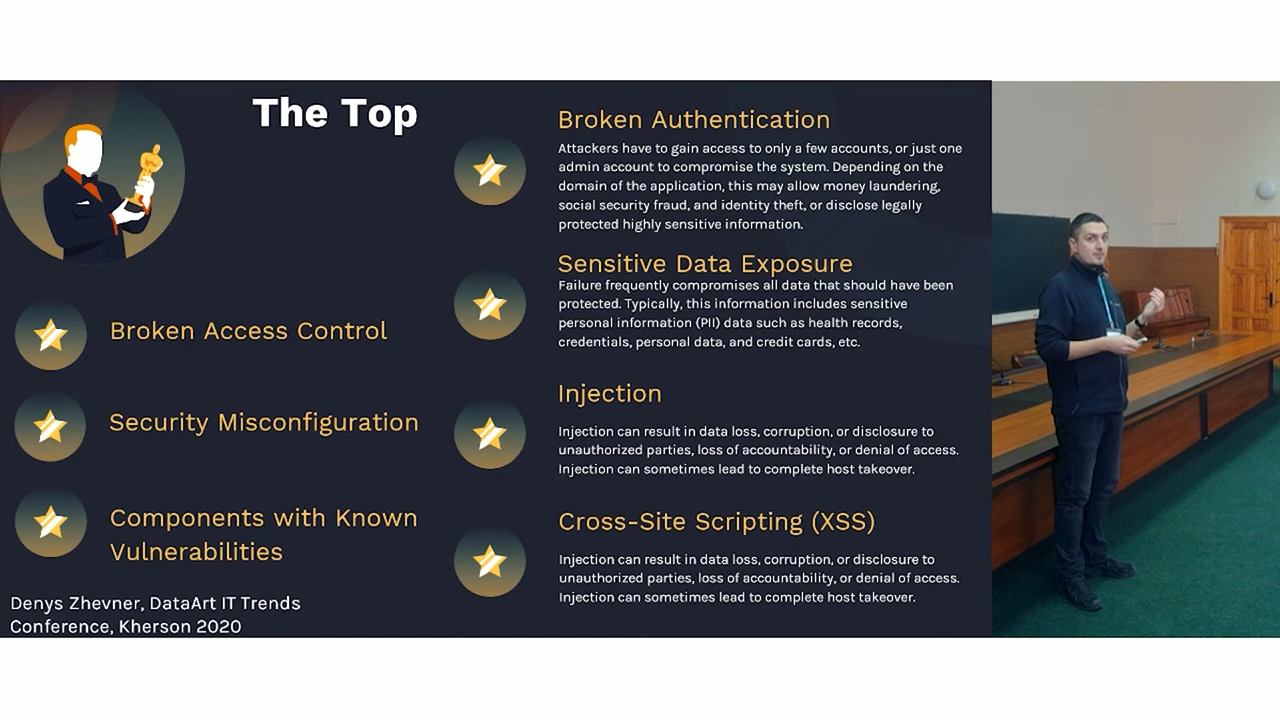 The Top
Broken Access Control
Security Misconfiguration
Components with Known
Vulnerabilities
Denys Zhevner, DataArt IT Trends
Conference, Kherson 2020
Broken Authentication
Attackers have to gain access to only a few accounts, or just one
admin account to compromise the system. Depending on the
domain of the application, this may allow money laundering,
social security fraud, and identity theft, or disclose legally
protected highly sensitive information.
Sensitive Data Exposure
Failure frequently compromises all data that should have been
protected. Typically, this information includes sensitive
personal information (PII) data such as health records,
credentials, personal data, and credit cards, etc.
Injection
Injection can result in data loss, corruption, or disclosure to
unauthorized parties, loss of accountability, or denial of access.
Injection can sometimes lead to complete host takeover.
Cross-Site Scripting (XSS)
Injection can result in data loss, corruption, or disclosure to
unauthorized parties, loss of accountability, or denial of access.
Injection can sometimes lead to complete host takeover.